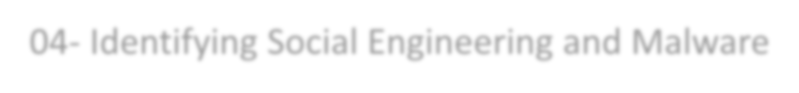 04- Identifying Social Engineering and Malware